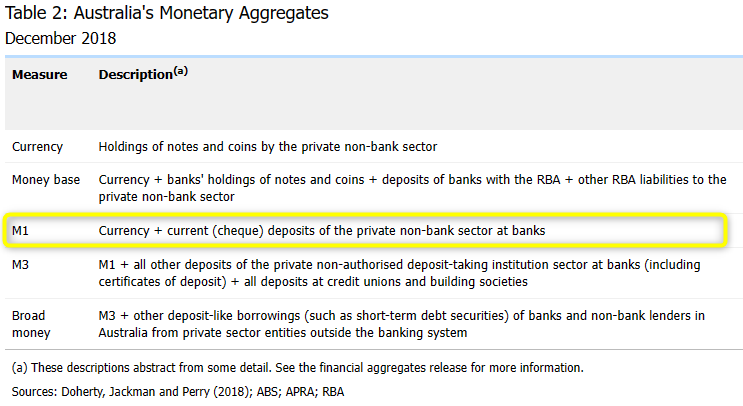 Table 2: Australia's Monetary Aggregates
December 2018
Measure Description(a)
Currency Holdings of notes and coins by the private non-bank sector
Money base Currency + banks' holdings of notes and coins + deposits of banks with the RBA + other RBA liabilities to the
private non-bank sector
M1 Currency + current (cheque) deposits of the private non-bank sector at banks
M3 M1 + all other deposits of the private non-authorised deposit-taking institution sector at banks (including
certificates of deposit) + all deposits at credit unions and building societies
Broad M3 + other deposit-like borrowings (such as short-term debt securities) of banks and non-bank lenders in
money Australia from private sector entities outside the banking system
(a) These descriptions abstract from some detail. See the financial aggregates release for more information.
Sources: Doherty, Jackman and Perry (2018); ABS; APRA; RBA